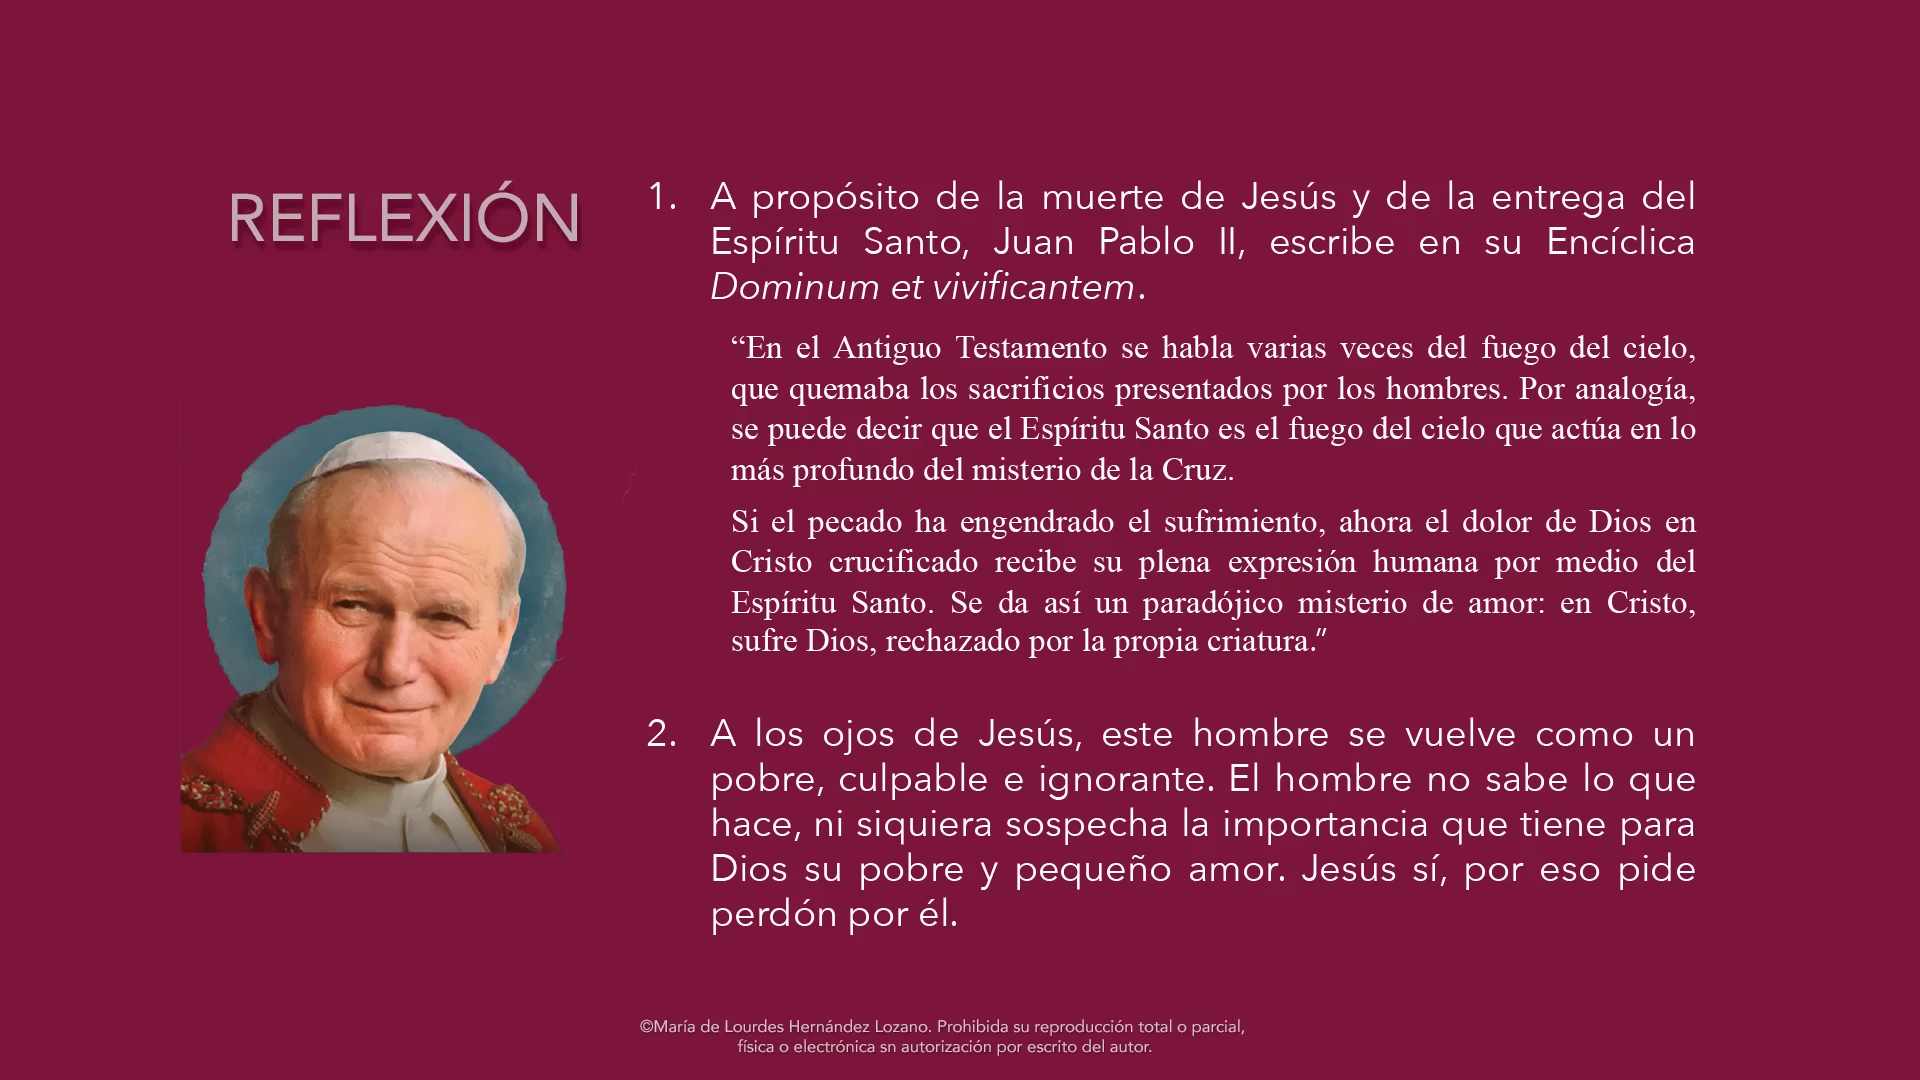 REFLEXIÓN
1. A propósito de la muerte de Jesús y de la entrega del
Espíritu Santo, Juan Pablo II, escribe en su Encíclica
Dominum et vivificantem.
“En el Antiguo Testamento se habla varias veces del fuego del cielo,
que quemaba los sacrificios presentados por los hombres. Por analogía,
se puede decir que el Espíritu Santo es el fuego del cielo que actúa en lo
más profundo del misterio de la Cruz.
Si el pecado ha engendrado el sufrimiento, ahora el dolor de Dios en
Cristo crucificado recibe su plena expresión humana por medio del
Espíritu Santo. Se da así un paradójico misterio de amor: en Cristo,
sufre Dios, rechazado por la propia criatura.”
2. A los ojos de Jesús, este hombre se vuelve como un
pobre, culpable e ignorante. El hombre no sabe lo que
hace, ni siquiera sospecha la importancia que tiene para
Dios su pobre y pequeño amor. Jesús sí, por eso pide
perdón por él.
©María de Lourdes Hernández Lozano. Prohibida su reproducción total o parcial,
física o electrónica sn autorización por escrito del autor.